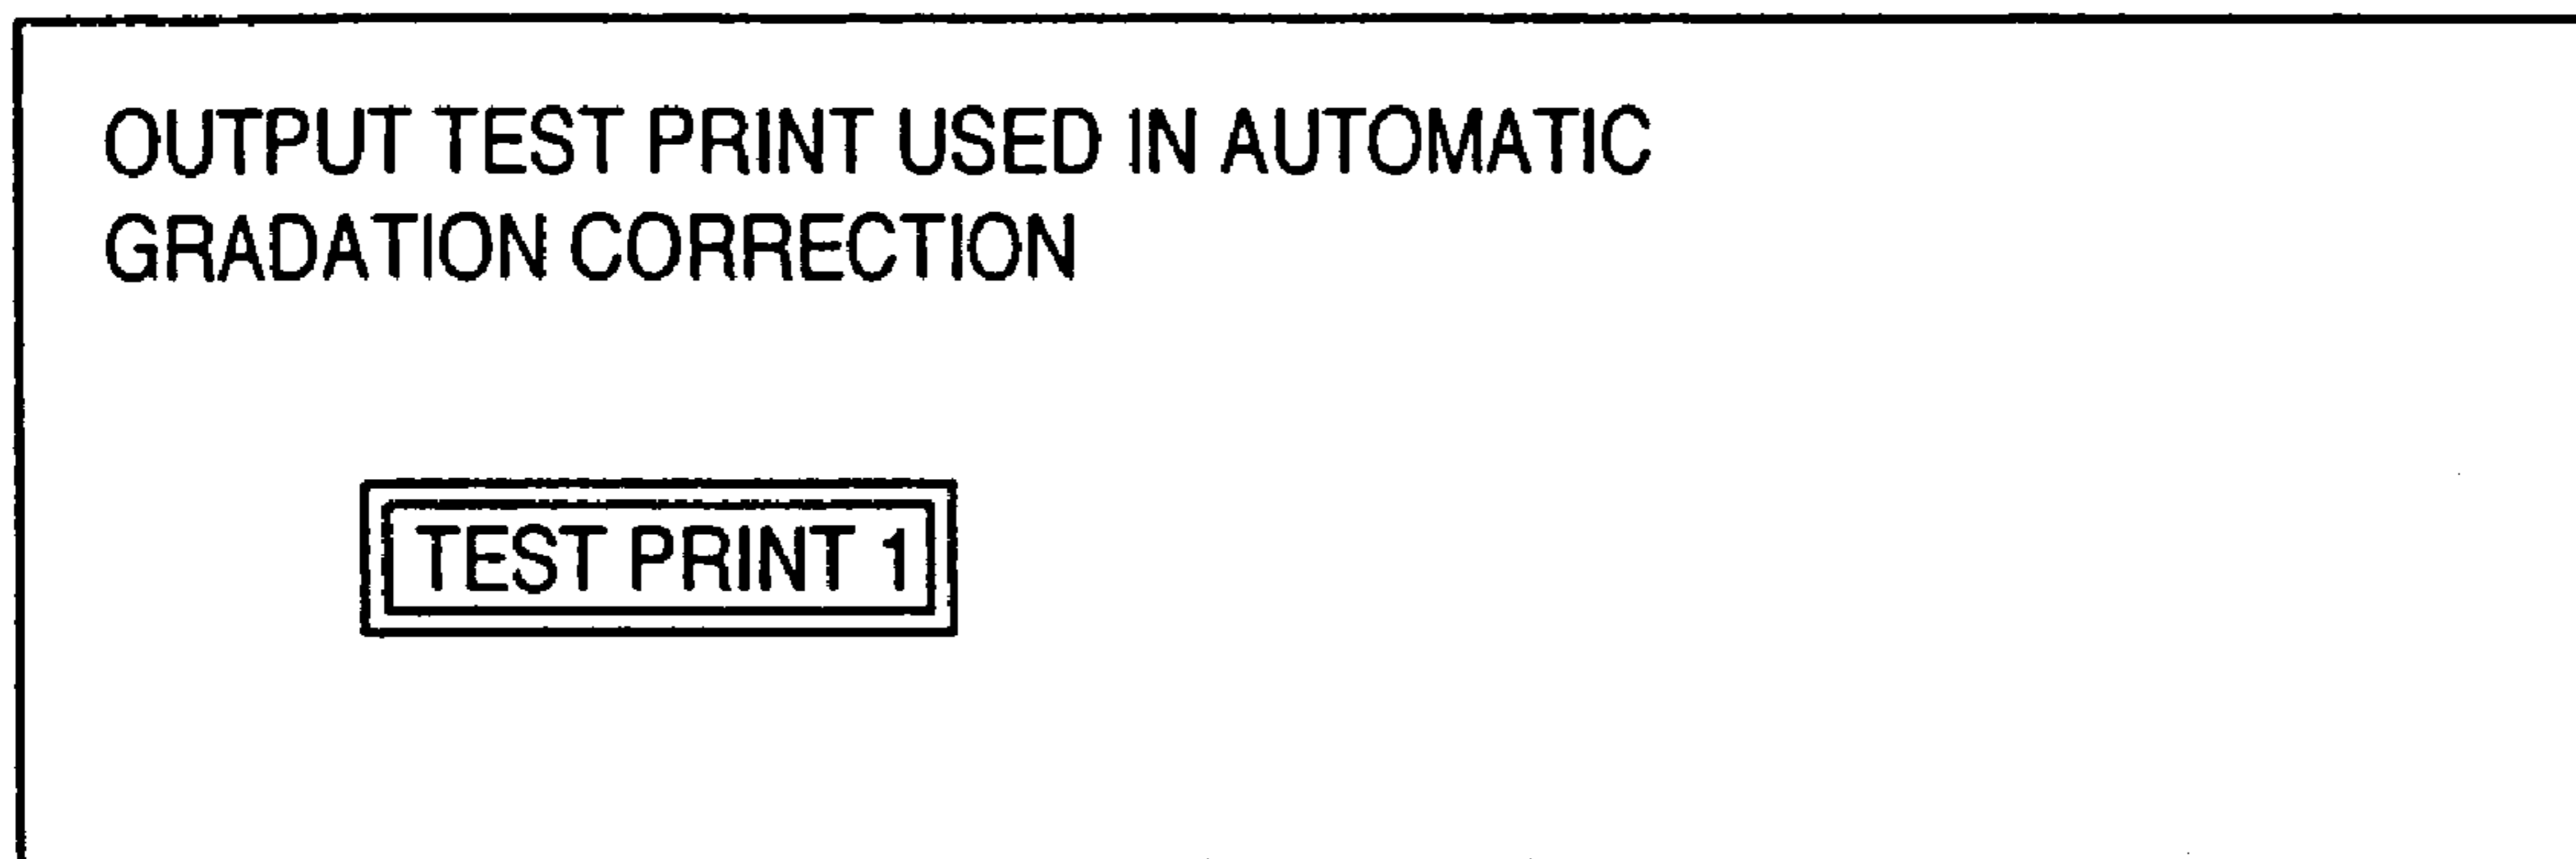 OUTPUT TEST PRINT USED IN AUTOMATIC
GRADATION CORRECTION
TEST PRINT 1